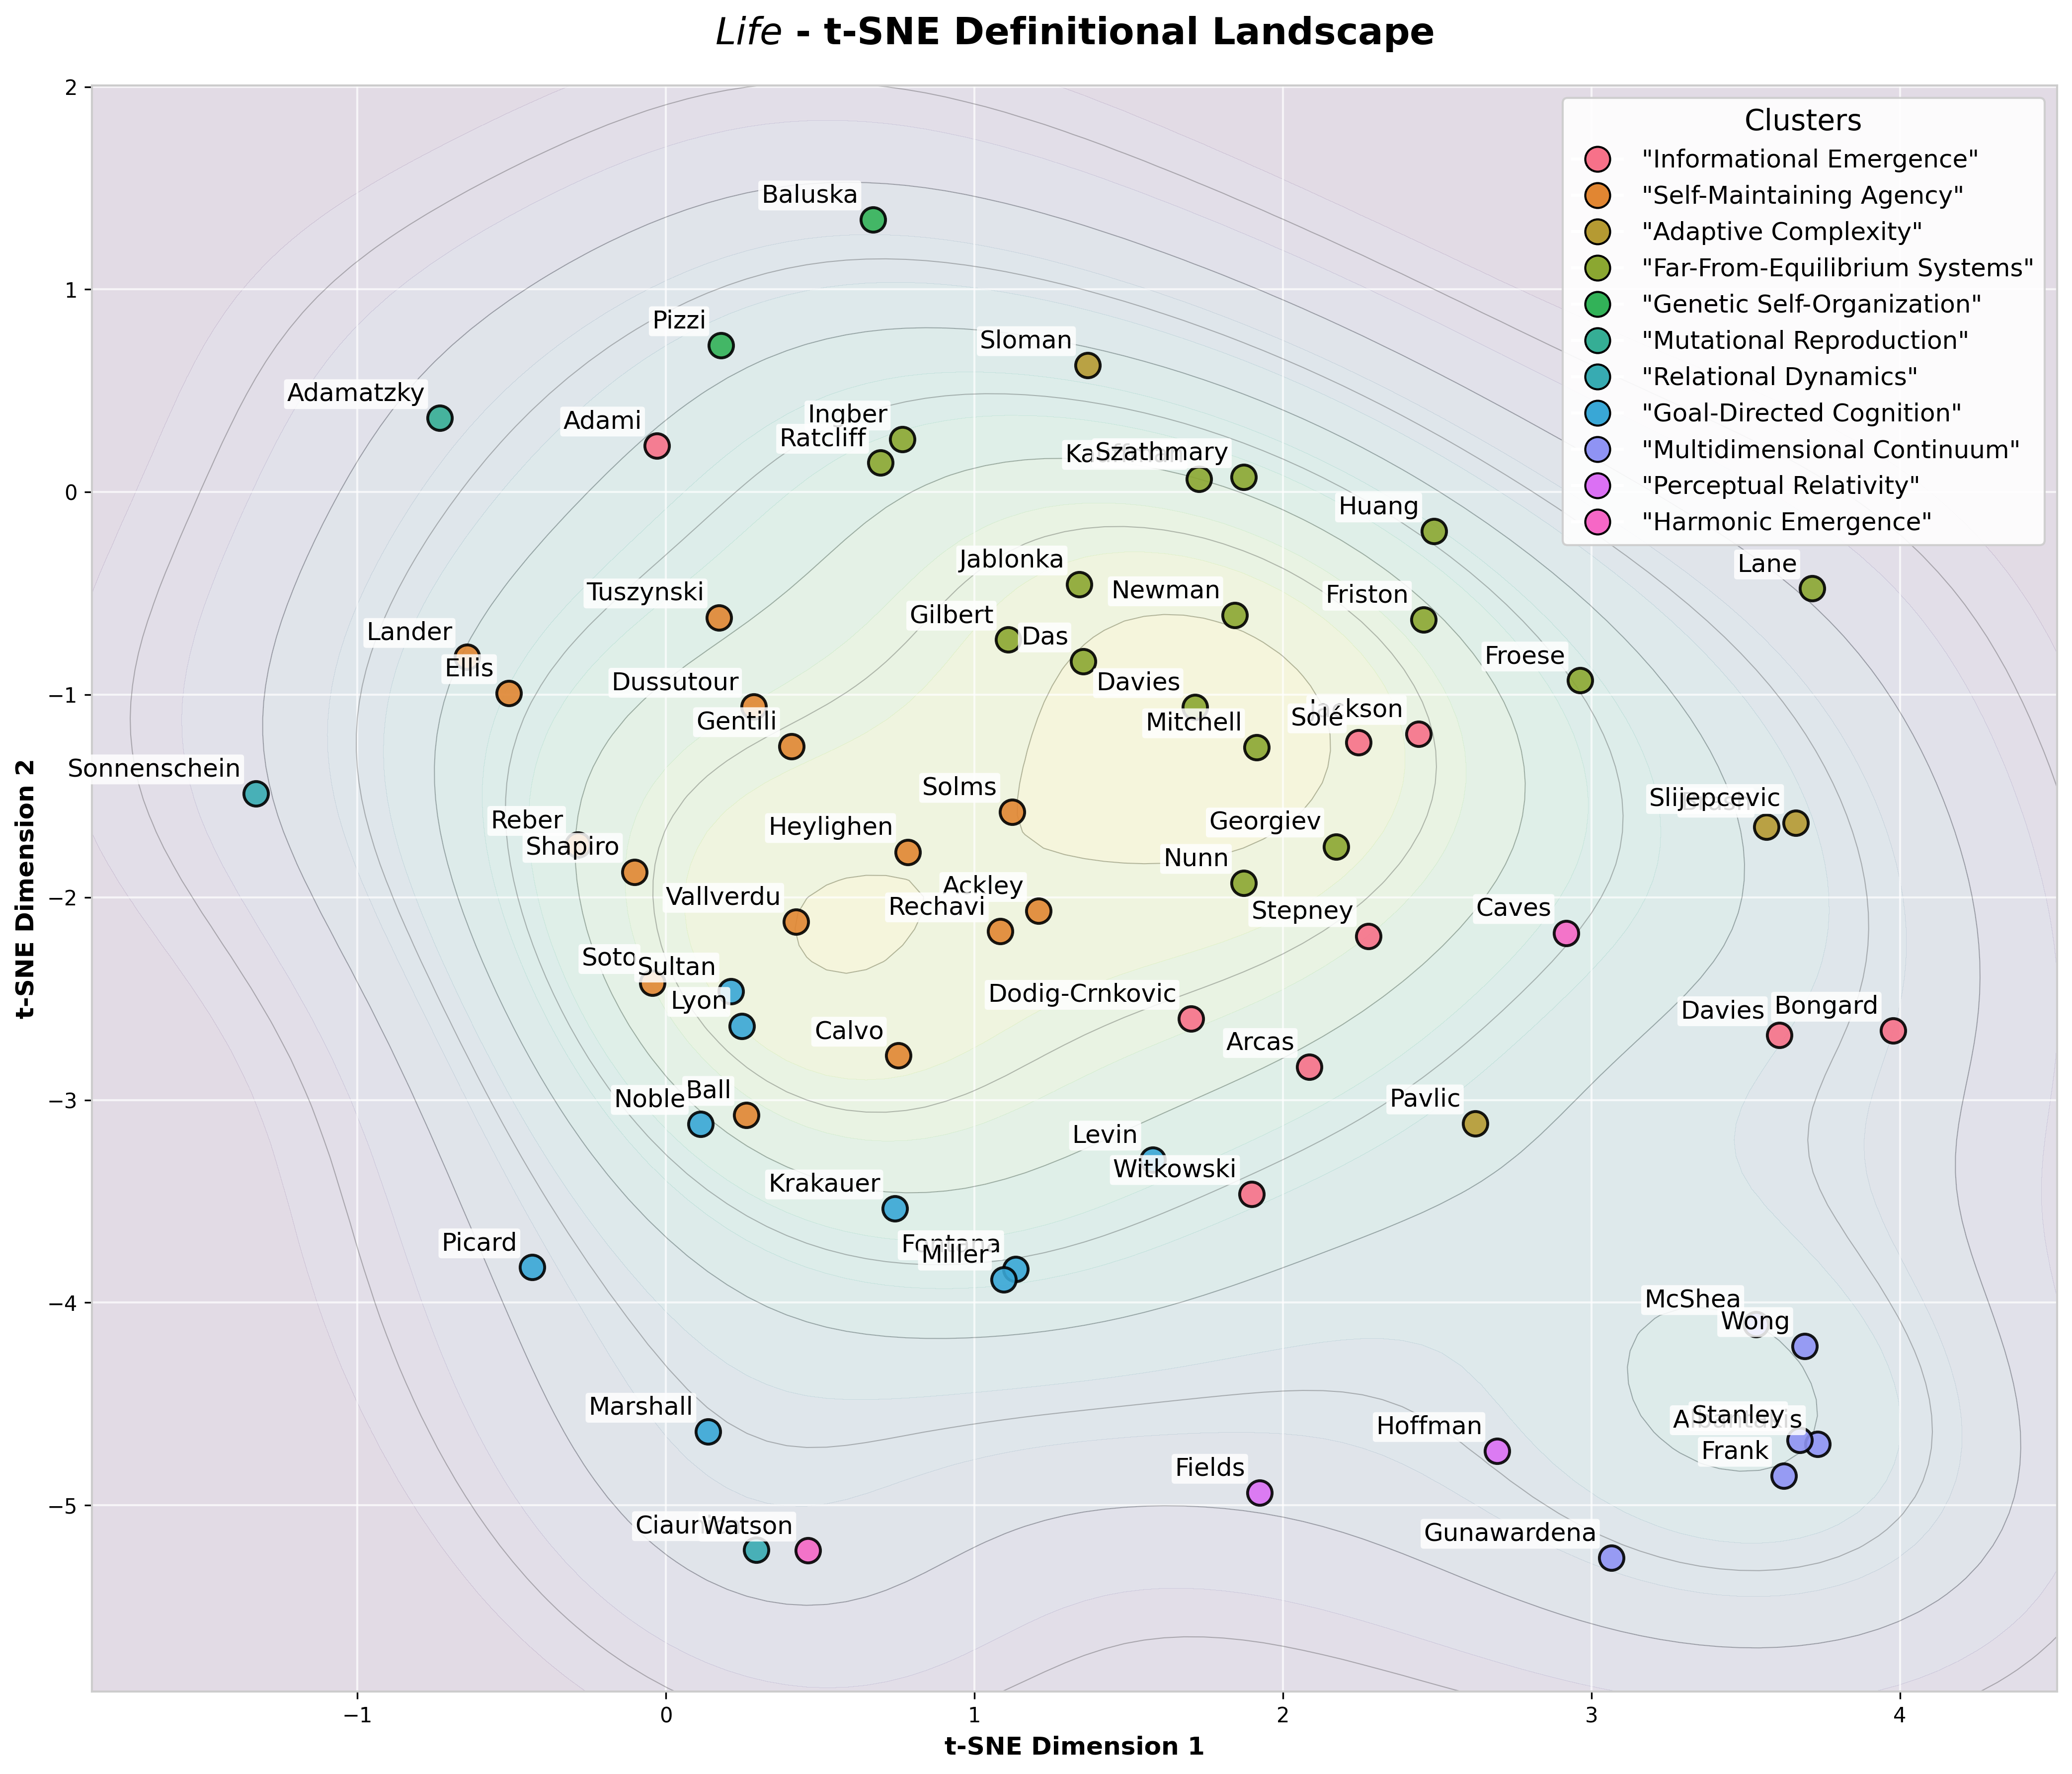 Life - t-SNE Definitional Landscape
Clusters
"Informational Emergence"
"Self-Maintaining Agency"
"Adaptive Complexity"
"Far-From-Equilibrium Systems"
"Genetic Self-Organization"
"Mutational Reproduction"
"Relational Dynamics"
"Goal-Directed Cognition"
"Multidimensional Continuum"
"Perceptual Relativity"
"Harmonic Emergence"
Baluska
Pizzi
Sloman
Adamatzky
Adami
Ingber
Ratcliff
Szathmary
Huang
Lane
Jablonka
Newman
Friston
Tuszynski
Gilbert
Das
Lander
Ellis
Froese
Dussutour
Davies
Gentili
Mitchell
Solé
Jackson
Sonnenschein
Solms
Slijepcevic
Reber
Shapiro
Heylighen
Georgiev
Nunn
Vallverdu
Ackley
Rechavi
Stepney
Caves
Soto
Sultan
Lyon
Dodig-Crnkovic
Davies
Bongard
Calvo
Arcas
Noble
Ball
Pavlic
Levin
Witkowski
Krakauer
Picard
Fontana
Miller
McShea
Wong
Marshall
Hoffman
Stanley
Frank
Fields
Watson
Gunawardena
2
1
0
−1
−2
−3
−4
−5
−1
0
1
2
3
4
t-SNE Dimension 1
t-SNE Dimension 2